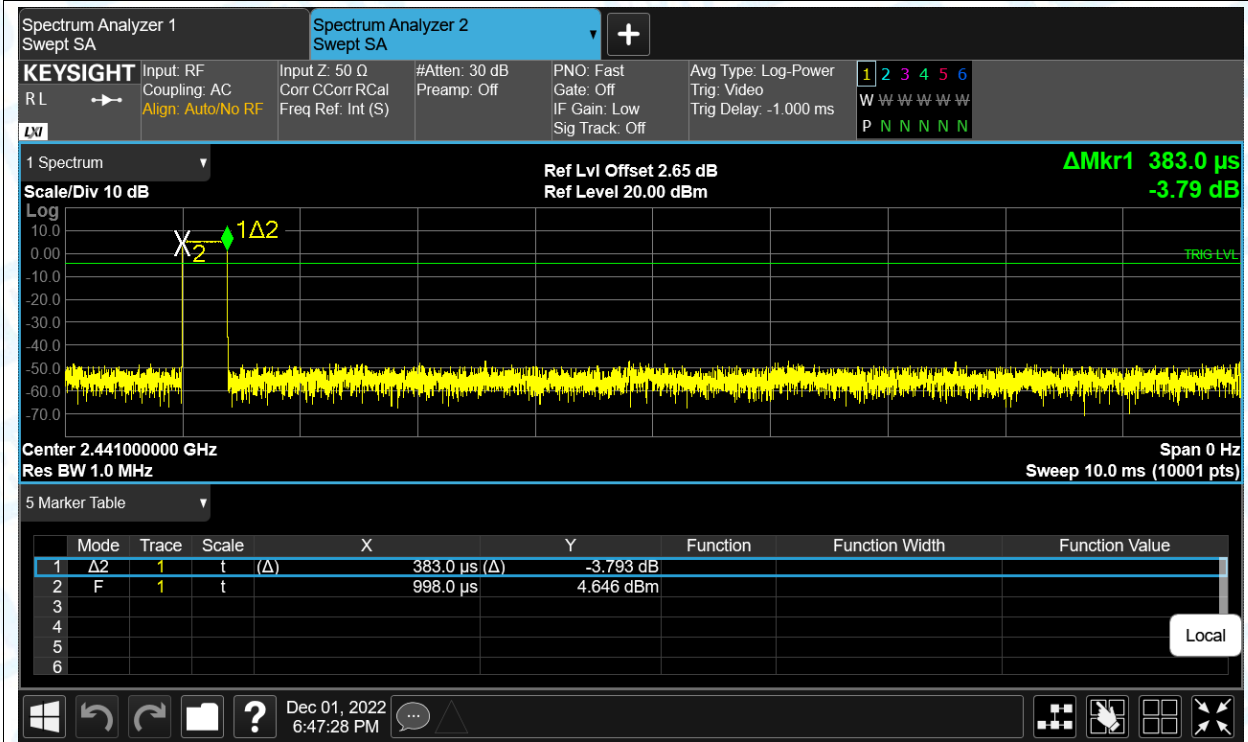 Spectrum Analyzer 1
Swept SA
Spectrum Analyzer 2
Swept SA
▼
+
KEYSIGHT
R L
LXI
Input: RF
Coupling: AC
Align: Auto/No RF
Input Z: 50 Ω
Corr CCorr RCal
Freq Ref: Int (S)
#Atten: 30 dB
Preamp: Off
PNO: Fast
Gate: Off
IF Gain: Low
Sig Track: Off
Avg Type: Log-Power
Trig: Video
Trig Delay: -1.000 ms
1 2 3 4 5 6
W W W W W W
P N N N N N
1 Spectrum ▼
Scale/Div 10 dB
Ref Lvl Offset 2.65 dB
Ref Level 20.00 dBm
ΔMkr1 383.0 µs
-3.79 dB
Log
10.0
0.00
-10.0
-20.0
-30.0
-40.0
-50.0
-60.0
-70.0
X
2
1Δ2
TRIG LVL
Center 2.441000000 GHz
Res BW 1.0 MHz
Span 0 Hz
Sweep 10.0 ms (10001 pts)
5 Marker Table ▼
Mode Trace Scale X Y Function Function Width Function Value
1 Δ2 1 t (Δ) 383.0 µs (Δ) -3.793 dB
2 F 1 t 998.0 µs 4.646 dBm
3
4
5
6
Local
?
Dec 01, 2022
6:47:28 PM